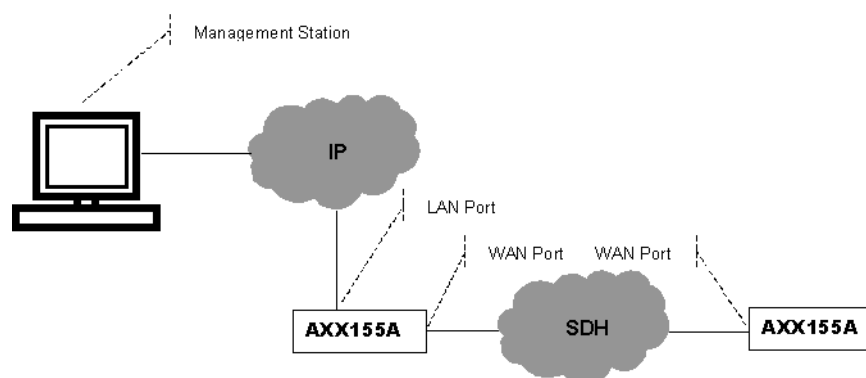 Management Station
IP
LAN Port
WAN Port
WAN Port
AXX155A
SDH
AXX155A